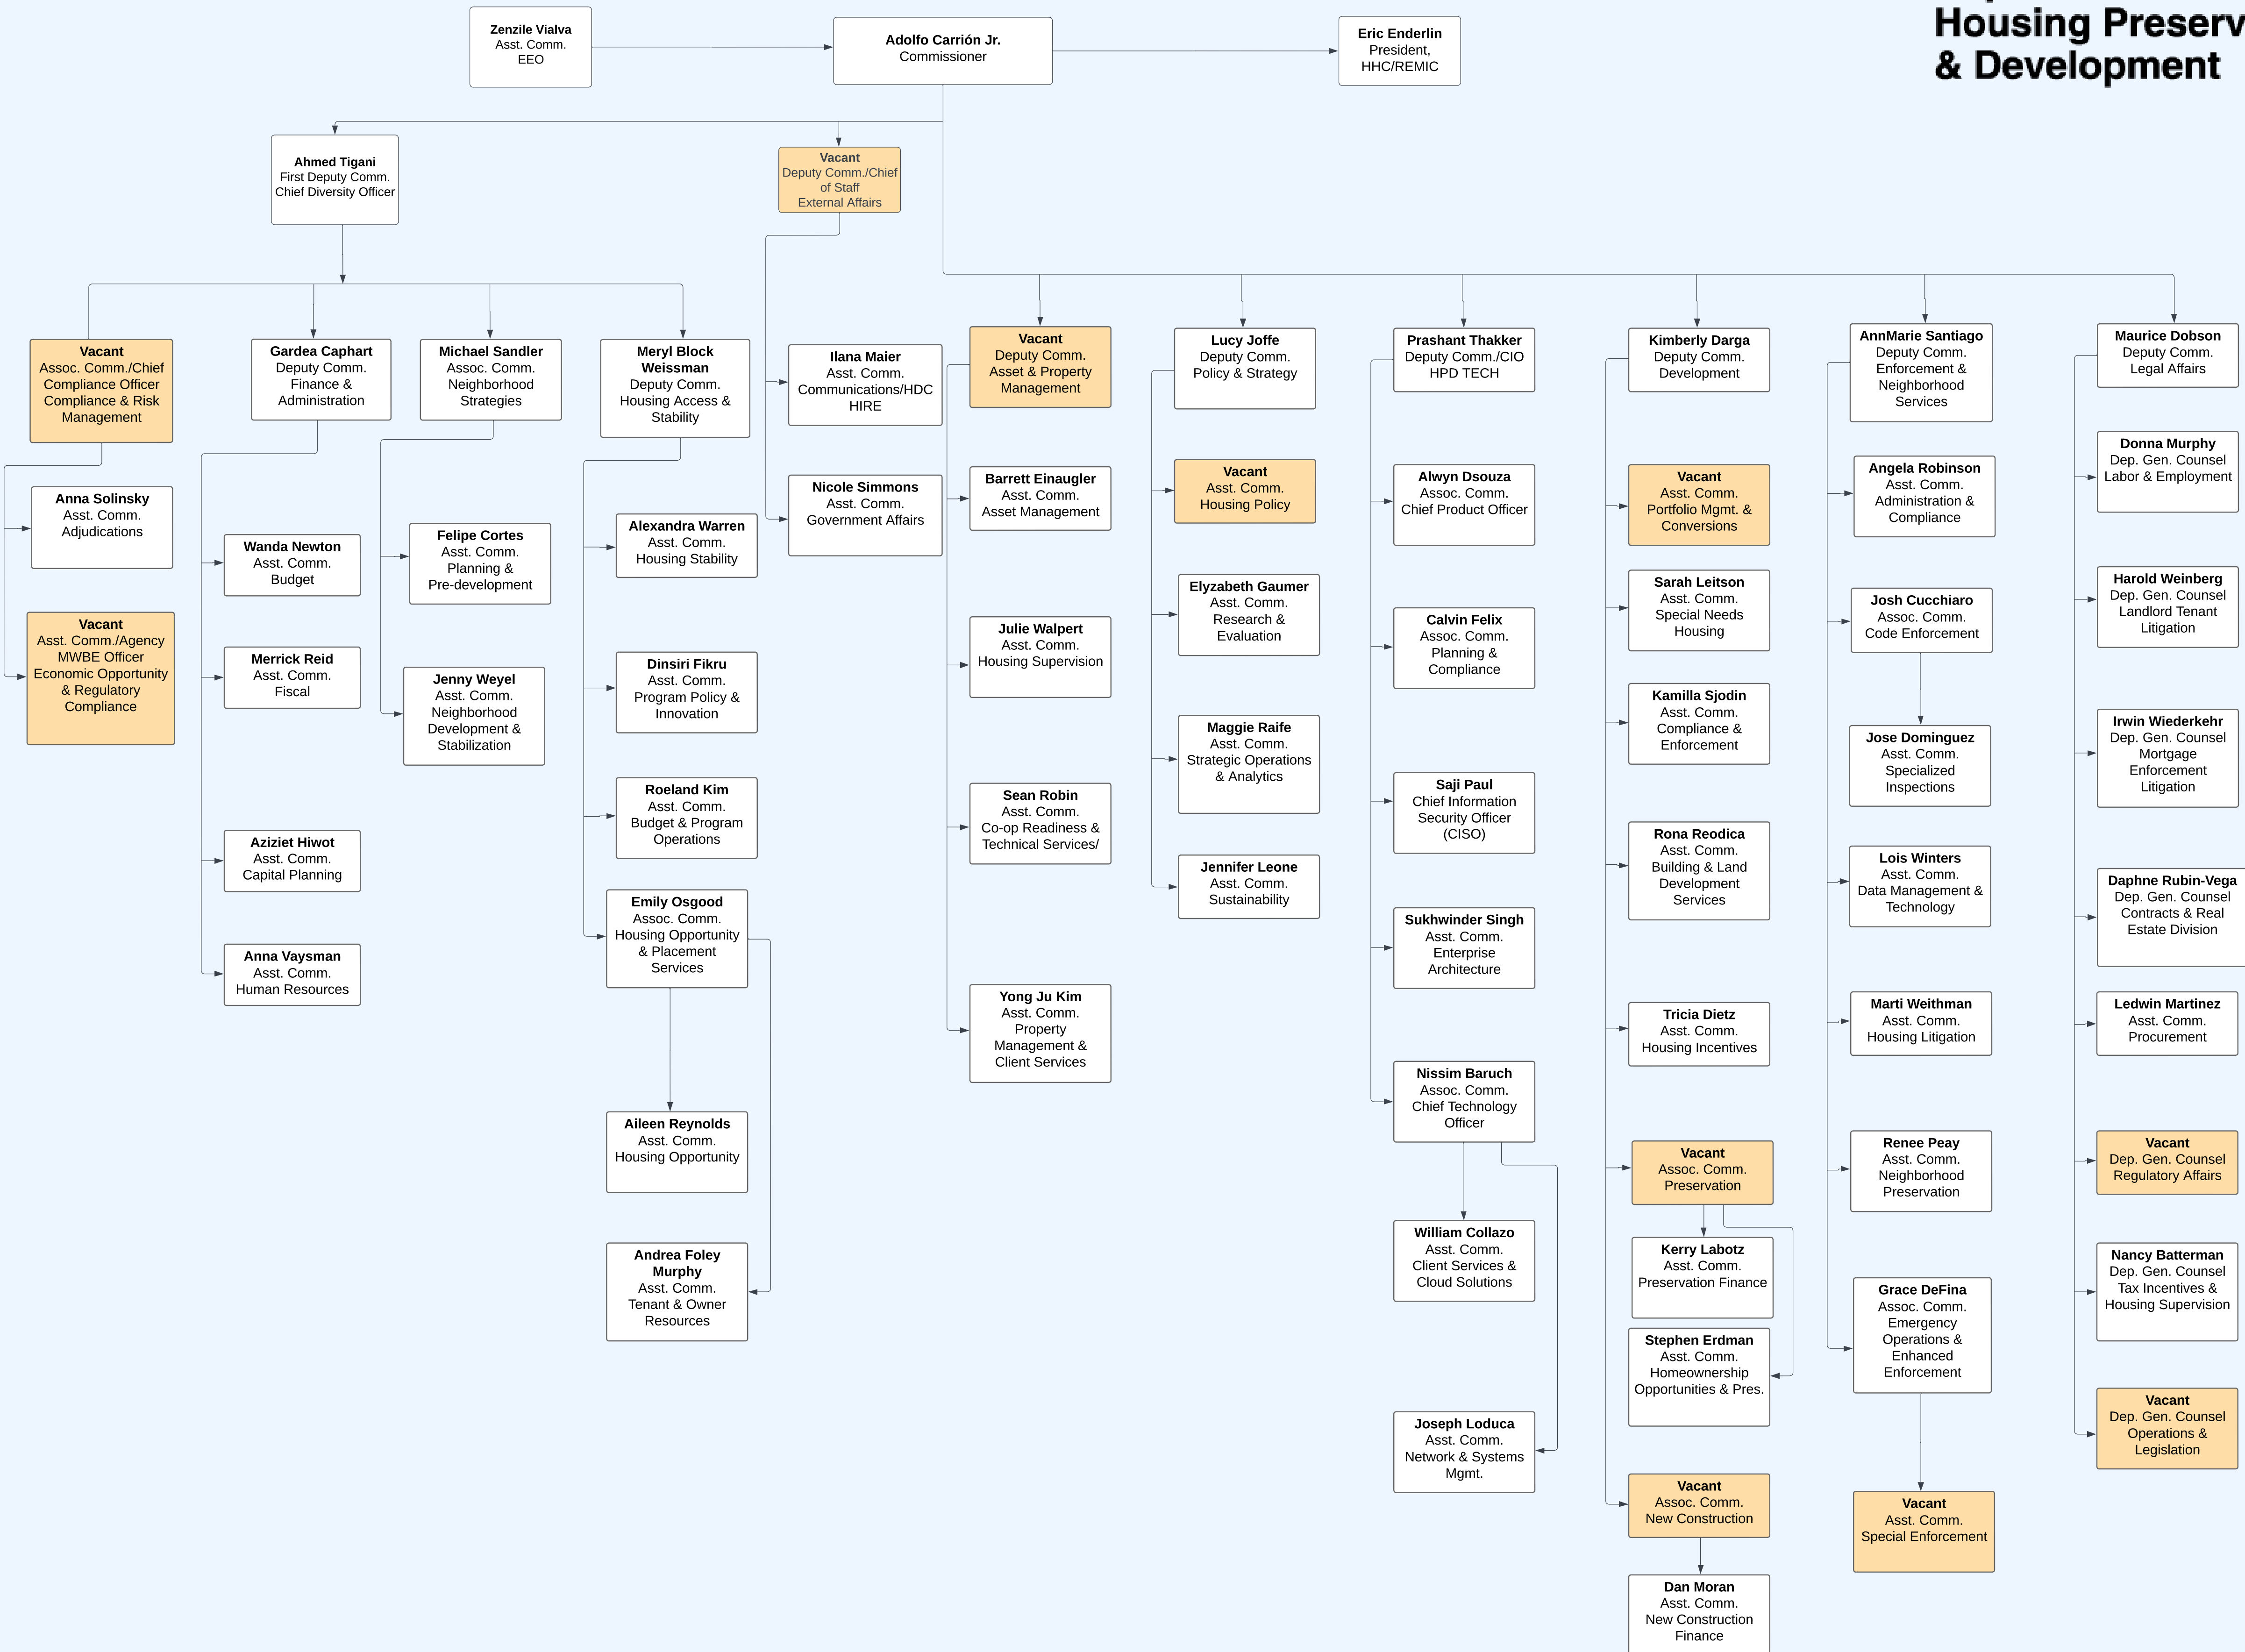 Housing Preserv
& Development
Zenzile Vialva
Asst. Comm.
EEO
Adolfo Carrión Jr.
Commissioner
Eric Enderlin
President,
HHC/REMIC
Ahmed Tigani
First Deputy Comm.
Chief Diversity Officer
Vacant
Deputy Comm./Chief
of Staff
External Affairs
Vacant
Assoc. Comm./Chief
Compliance Officer
Compliance & Risk
Management
Anna Solinsky
Asst. Comm.
Adjudications
Vacant
Asst. Comm./Agency
MWBE Officer
Economic Opportunity
& Regulatory
Compliance
Gardea Caphart
Deputy Comm.
Finance &
Administration
Wanda Newton
Asst. Comm.
Budget
Merrick Reid
Asst. Comm.
Fiscal
Aziziet Hiwot
Asst. Comm.
Capital Planning
Anna Vaysman
Asst. Comm.
Human Resources
Michael Sandler
Assoc. Comm.
Neighborhood
Strategies
Felipe Cortes
Asst. Comm.
Planning &
Pre-development
Jenny Weyel
Asst. Comm.
Neighborhood
Development &
Stabilization
Meryl Block
Weissman
Deputy Comm.
Housing Access &
Stability
Alexandra Warren
Asst. Comm.
Housing Stability
Dinsiri Fikru
Asst. Comm.
Program Policy &
Innovation
Roeland Kim
Asst. Comm.
Budget & Program
Operations
Emily Osgood
Assoc. Comm.
Housing Opportunity
& Placement
Services
Aileen Reynolds
Asst. Comm.
Housing Opportunity
Andrea Foley
Murphy
Asst. Comm.
Tenant & Owner
Resources
Ilana Maier
Asst. Comm.
Communications/HDC
HIRE
Nicole Simmons
Asst. Comm.
Government Affairs
Vacant
Deputy Comm.
Asset & Property
Management
Barrett Einaugler
Asst. Comm.
Asset Management
Julie Walpert
Asst. Comm.
Housing Supervision
Sean Robin
Asst. Comm.
Co-op Readiness &
Technical Services/
Yong Ju Kim
Asst. Comm.
Property
Management &
Client Services
Lucy Joffe
Deputy Comm.
Policy & Strategy
Vacant
Asst. Comm.
Housing Policy
Elyzabeth Gaumer
Asst. Comm.
Research &
Evaluation
Maggie Raife
Asst. Comm.
Strategic Operations
& Analytics
Jennifer Leone
Asst. Comm.
Sustainability
Prashant Thakker
Deputy Comm./CIO
HPD TECH
Alwyn Dsouza
Assoc. Comm.
Chief Product Officer
Calvin Felix
Assoc. Comm.
Planning &
Compliance
Saji Paul
Chief Information
Security Officer
(CISO)
Sukhwinder Singh
Asst. Comm.
Enterprise
Architecture
Nissim Baruch
Assoc. Comm.
Chief Technology
Officer
William Collazo
Asst. Comm.
Client Services &
Cloud Solutions
Joseph Loduca
Asst. Comm.
Network & Systems
Mgmt.
Kimberly Darga
Deputy Comm.
Development
Vacant
Asst. Comm.
Portfolio Mgmt. &
Conversions
Sarah Leitson
Asst. Comm.
Special Needs
Housing
Kamilla Sjodin
Asst. Comm.
Compliance &
Enforcement
Rona Reodica
Asst. Comm.
Building & Land
Development
Services
Tricia Dietz
Asst. Comm.
Housing Incentives
Vacant
Assoc. Comm.
Preservation
Kerry Labotz
Asst. Comm.
Preservation Finance
Stephen Erdman
Asst. Comm.
Homeownership
Opportunities & Pres.
Vacant
Assoc. Comm.
New Construction
Dan Moran
Asst. Comm.
New Construction
Finance
AnnMarie Santiago
Deputy Comm.
Enforcement &
Neighborhood
Services
Angela Robinson
Asst. Comm.
Administration &
Compliance
Josh Cucchiaro
Assoc. Comm.
Code Enforcement
Jose Dominguez
Asst. Comm.
Specialized
Inspections
Lois Winters
Asst. Comm.
Data Management &
Technology
Marti Weithman
Asst. Comm.
Housing Litigation
Renee Peay
Asst. Comm.
Neighborhood
Preservation
Grace DeFina
Assoc. Comm.
Emergency
Operations &
Enhanced
Enforcement
Vacant
Asst. Comm.
Special Enforcement
Maurice Dobson
Deputy Comm.
Legal Affairs
Donna Murphy
Dep. Gen. Counsel
Labor & Employment
Harold Weinberg
Dep. Gen. Counsel
Landlord Tenant
Litigation
Irwin Wiederkehr
Dep. Gen. Counsel
Mortgage
Enforcement
Litigation
Daphne Rubin-Vega
Dep. Gen. Counsel
Contracts & Real
Estate Division
Ledwin Martinez
Asst. Comm.
Procurement
Vacant
Dep. Gen. Counsel
Regulatory Affairs
Nancy Batterman
Dep. Gen. Counsel
Tax Incentives &
Housing Supervision
Vacant
Dep. Gen. Counsel
Operations &
Legislation